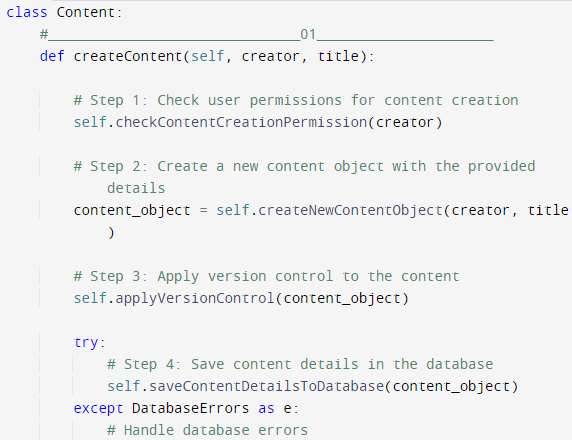 class Content:
#______________________________01_____________________
def createContent(self, creator, title):
# Step 1: Check user permissions for content creation
self.checkContentCreationPermission(creator)
# Step 2: Create a new content object with the provided
details
content_object = self.createNewContentObject(creator, title
)
# Step 3: Apply version control to the content
self.applyVersionControl(content_object)
try:
# Step 4: Save content details in the database
self.saveContentDetailsToDatabase(content_object)
except DatabaseErrors as e:
# Handle database errors